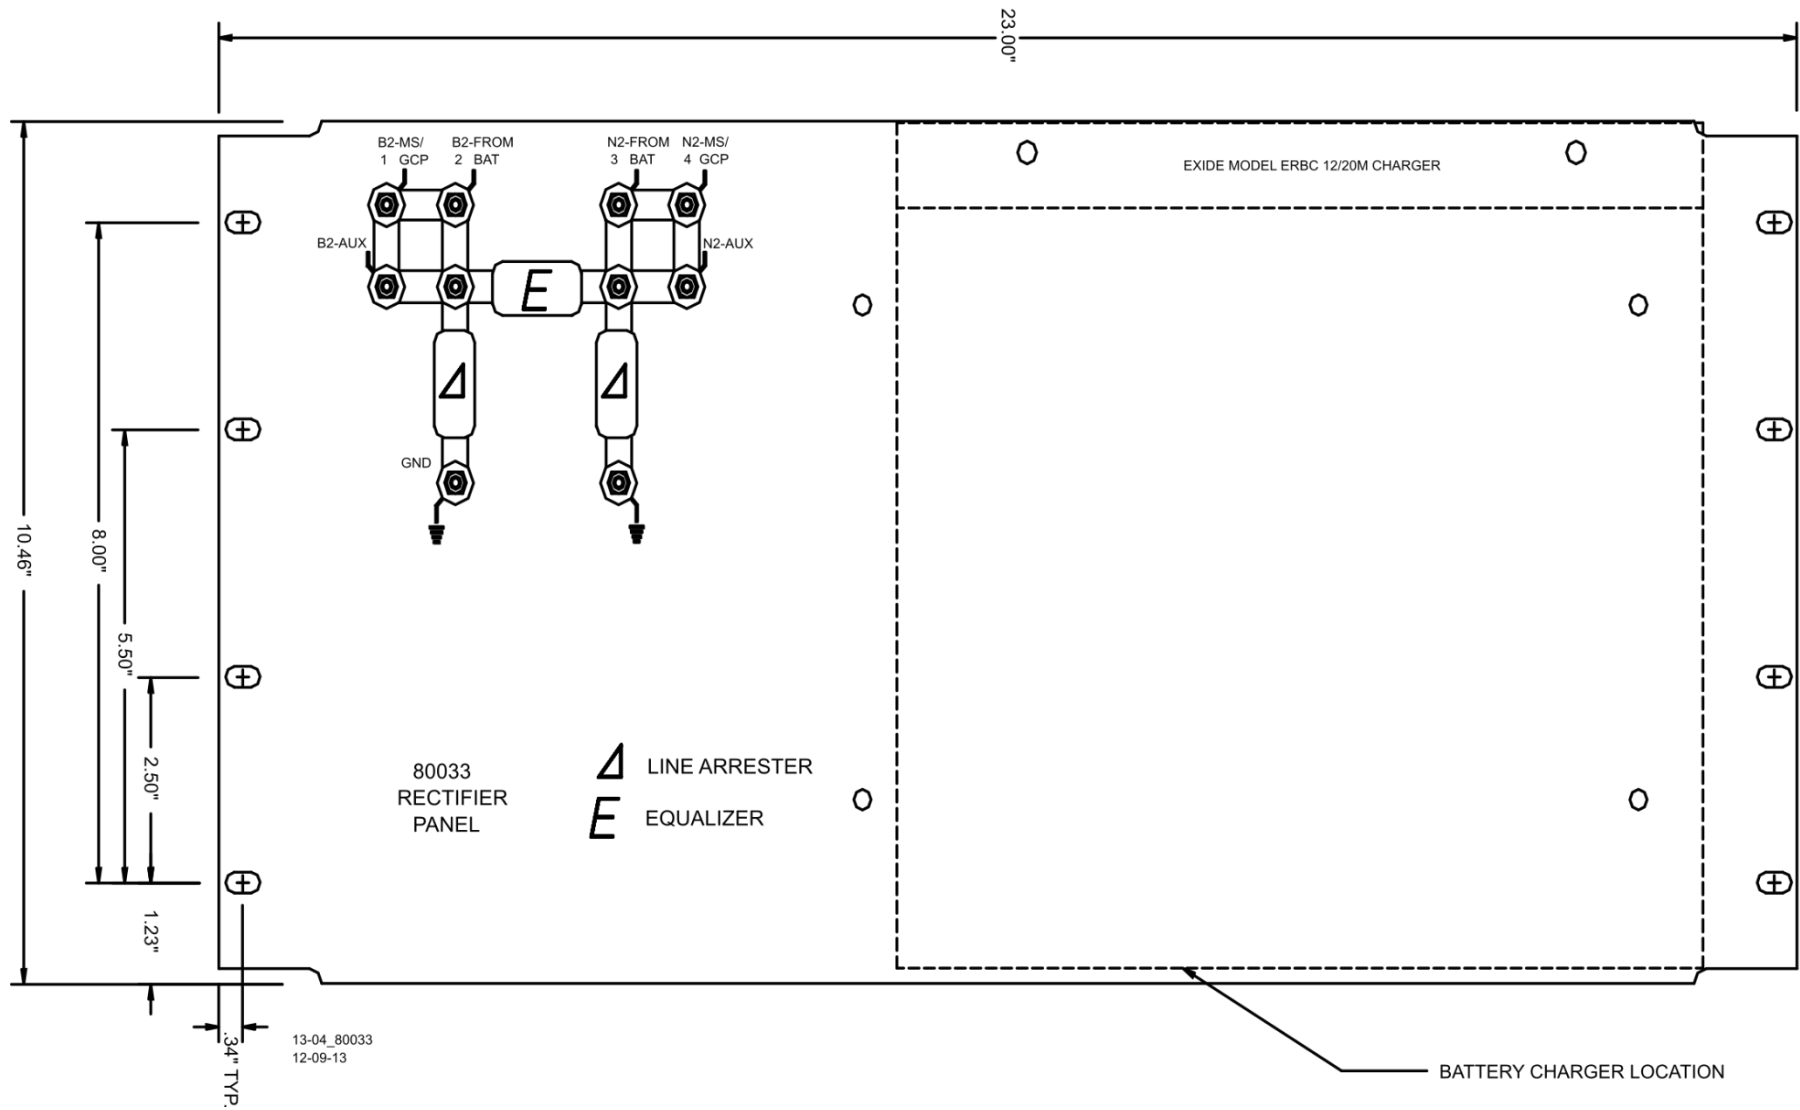 23.00"
B2-MS/ B2-FROM N2-FROM N2-MS/
1 GCP 2 BAT 3 BAT 4 GCP
EXIDE MODEL ERBC 12/20M CHARGER
B2-AUX N2-AUX
E
GND
10.46"
8.00"
5.50"
2.50"
1.23"
.34" TYP.
80033
RECTIFIER
PANEL
LINE ARRESTER
E EQUALIZER
13-04_80033
12-09-13
BATTERY CHARGER LOCATION